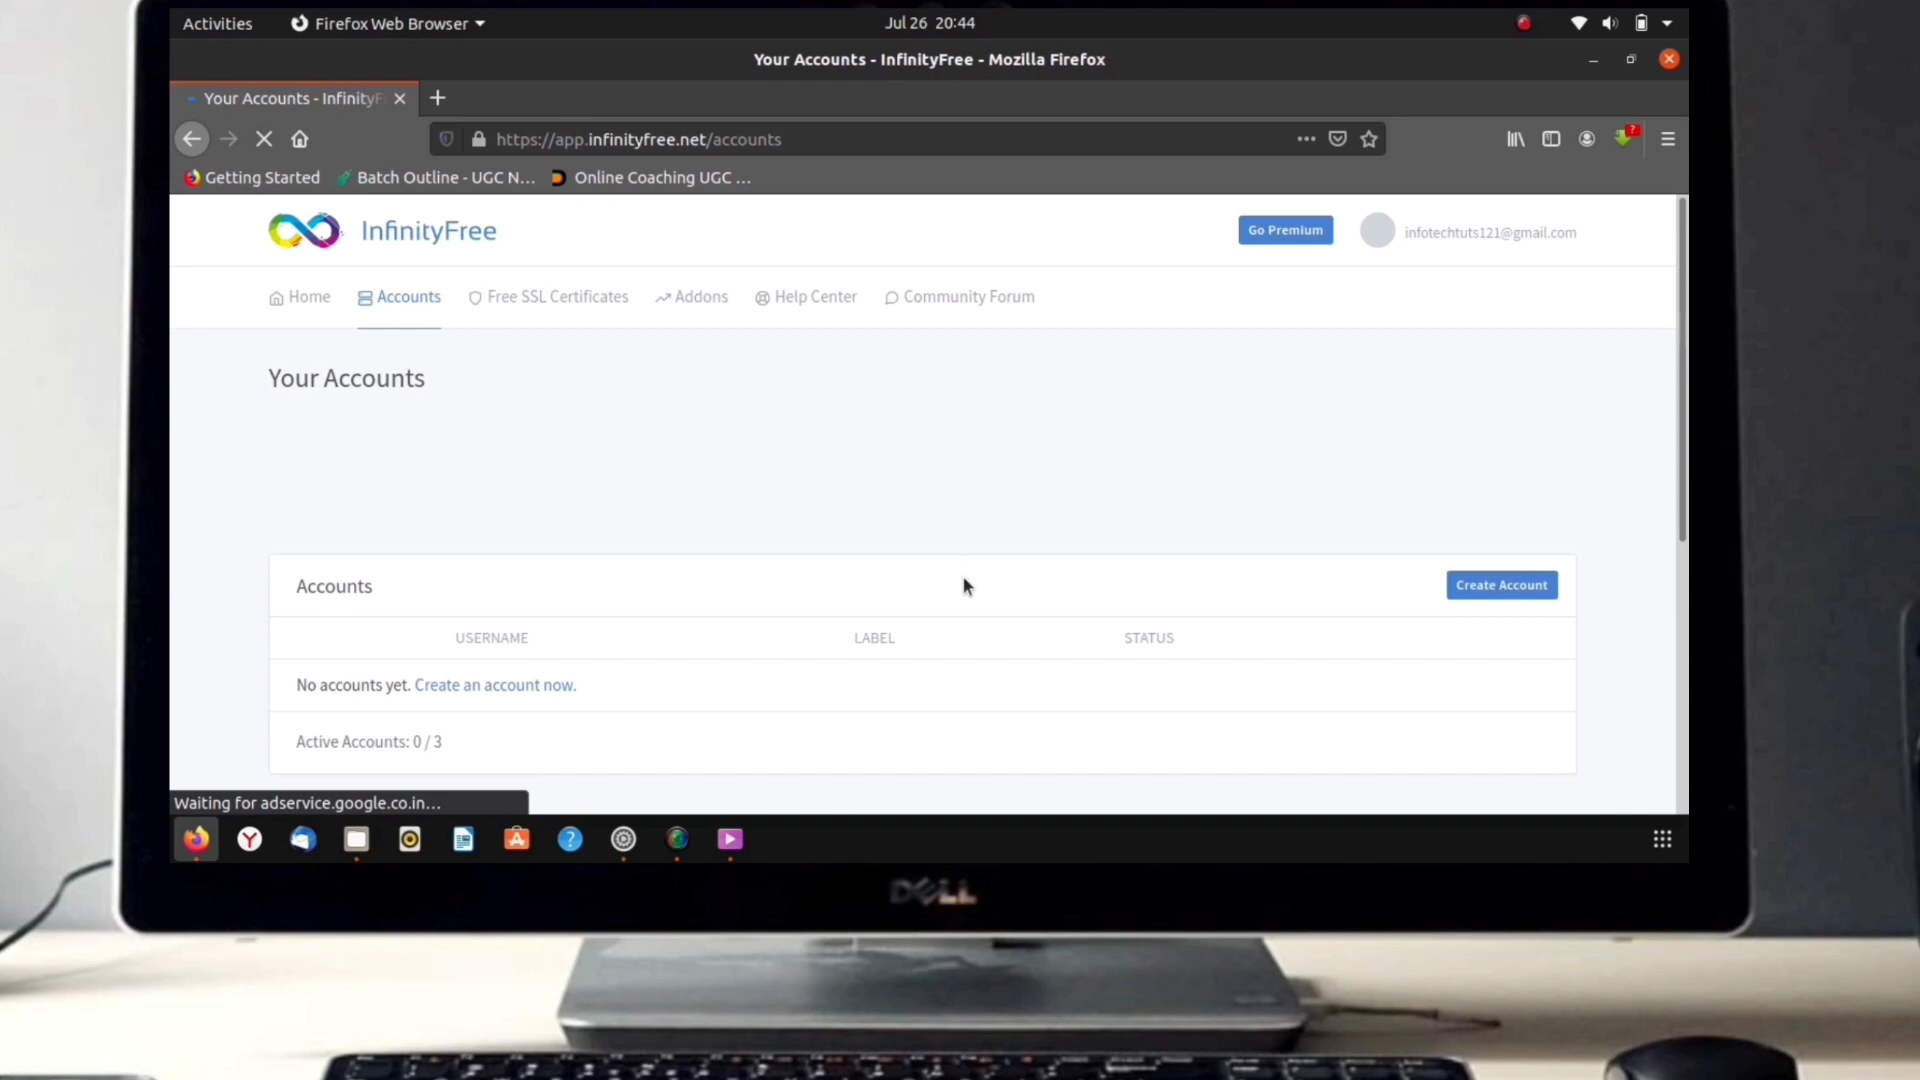 Activities Firefox Web Browser Jul 26 20:44
Your Accounts - InfinityFree - Mozilla Firefox
Your Accounts - InfinityF
https://app.infinityfree.net/accounts ?
Getting Started Batch Outline - UGC N... Online Coaching UGC ...
InfinityFree Go Premium infotechtuts121@gmail.com
Home Accounts Free SSL Certificates Addons Help Center Community Forum
Your Accounts
Accounts Create Account
USERNAME LABEL STATUS
No accounts yet. Create an account now.
Active Accounts: 0 / 3
Waiting for adservice.google.co.in...
Y A ?
DELL